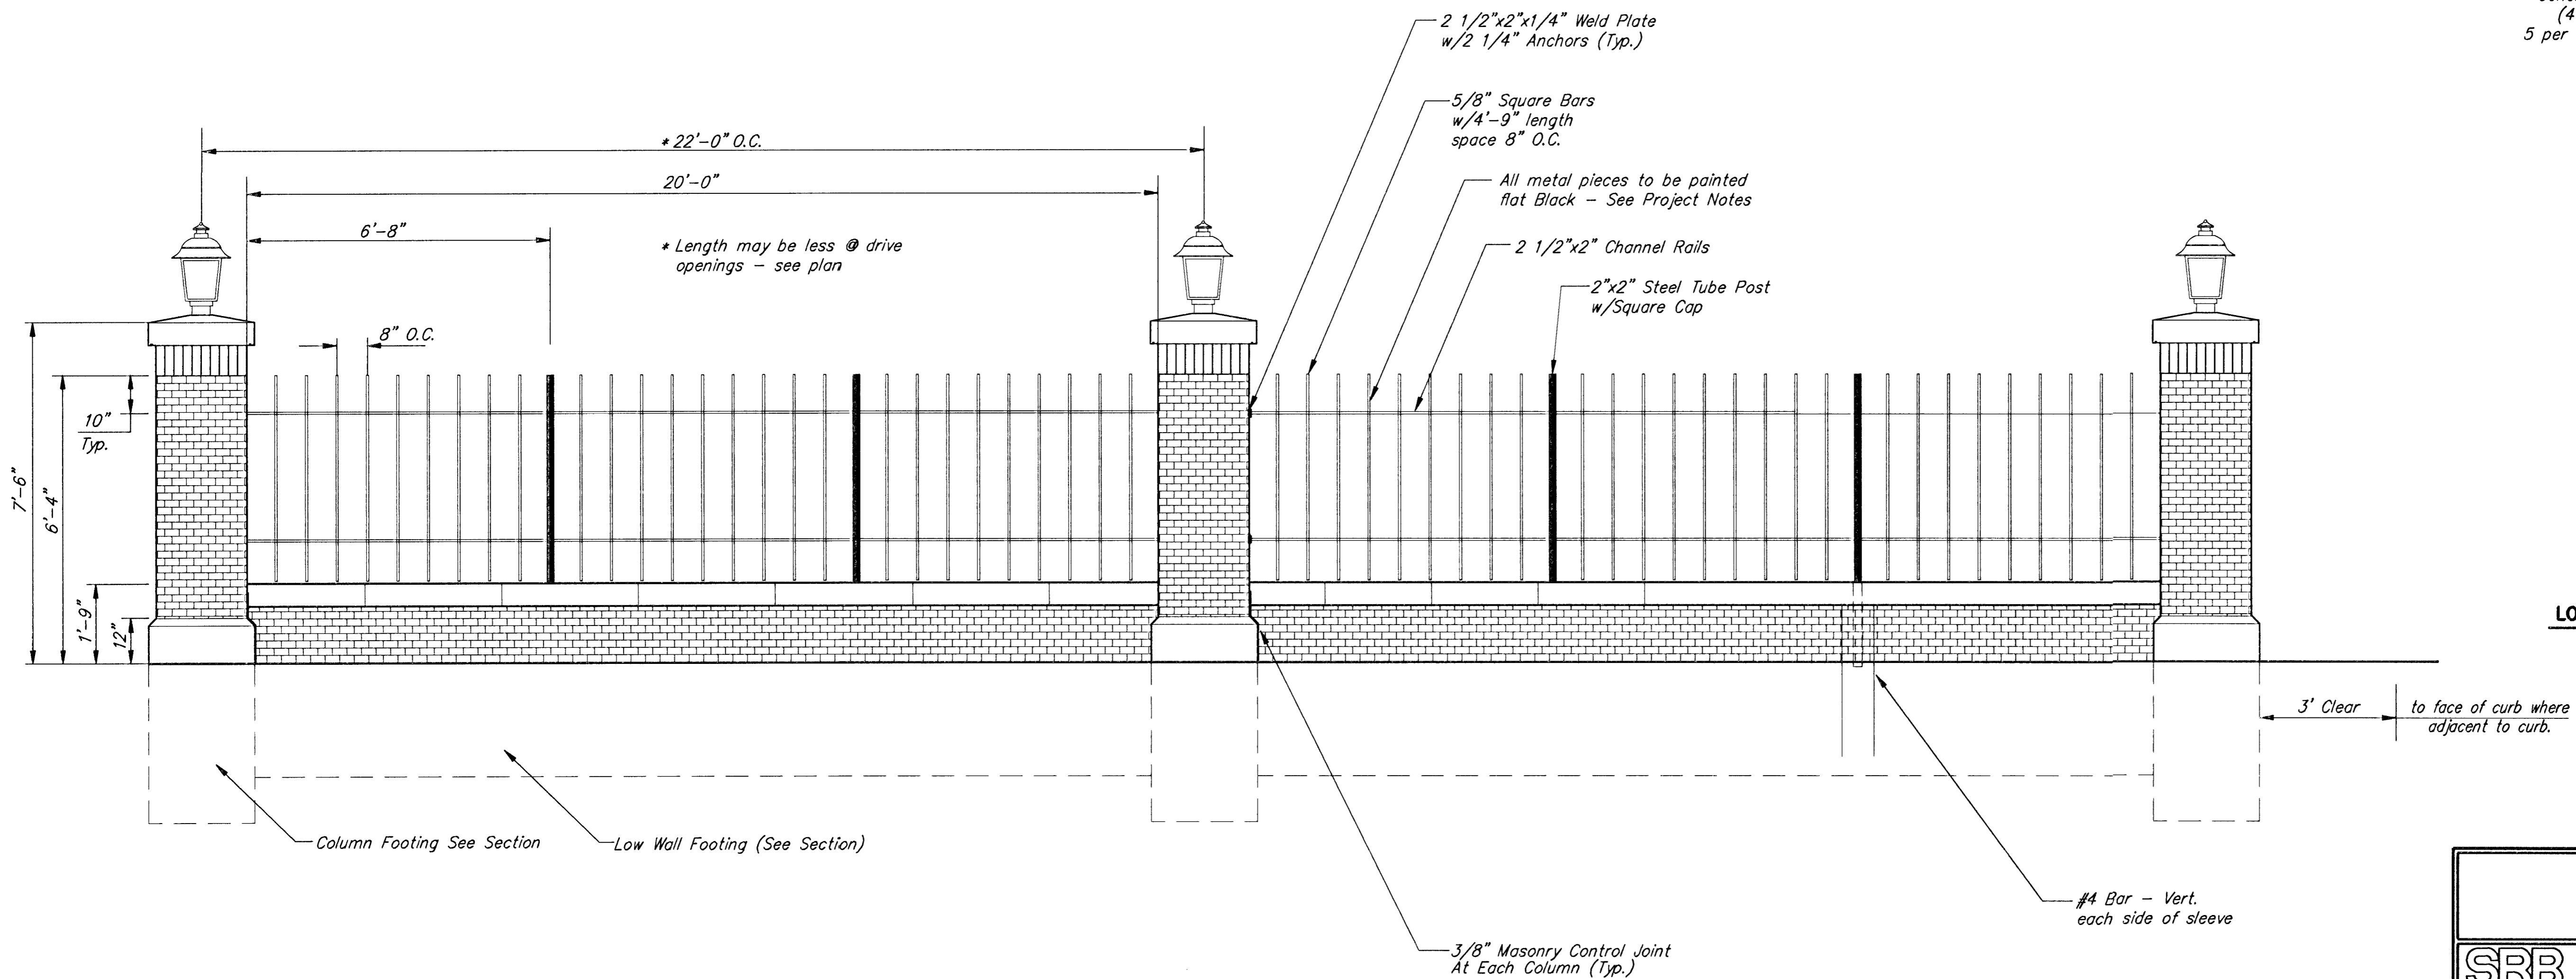 2 1/2"x2"x1/4" Weld Plate
w/2 1/4" Anchors (Typ.)
(4
5 per
5/8" Square Bars
w/4'-9" length
space 8" O.C.
* 22'-0" O.C.
20'-0"
All metal pieces to be painted
flat Black - See Project Notes
6'-8"
* Length may be less @ drive
openings - see plan
2 1/2"x2" Channel Rails
2"x2" Steel Tube Post
w/Square Cap
8" O.C.
10"
Typ.
7'-6"
6'-4"
1'-9"
12"
LO
3' Clear
to face of curb where
adjacent to curb.
Column Footing See Section
Low Wall Footing (See Section)
#4 Bar - Vert.
each side of sleeve
3/8" Masonry Control Joint
At Each Column (Typ.)
SRB